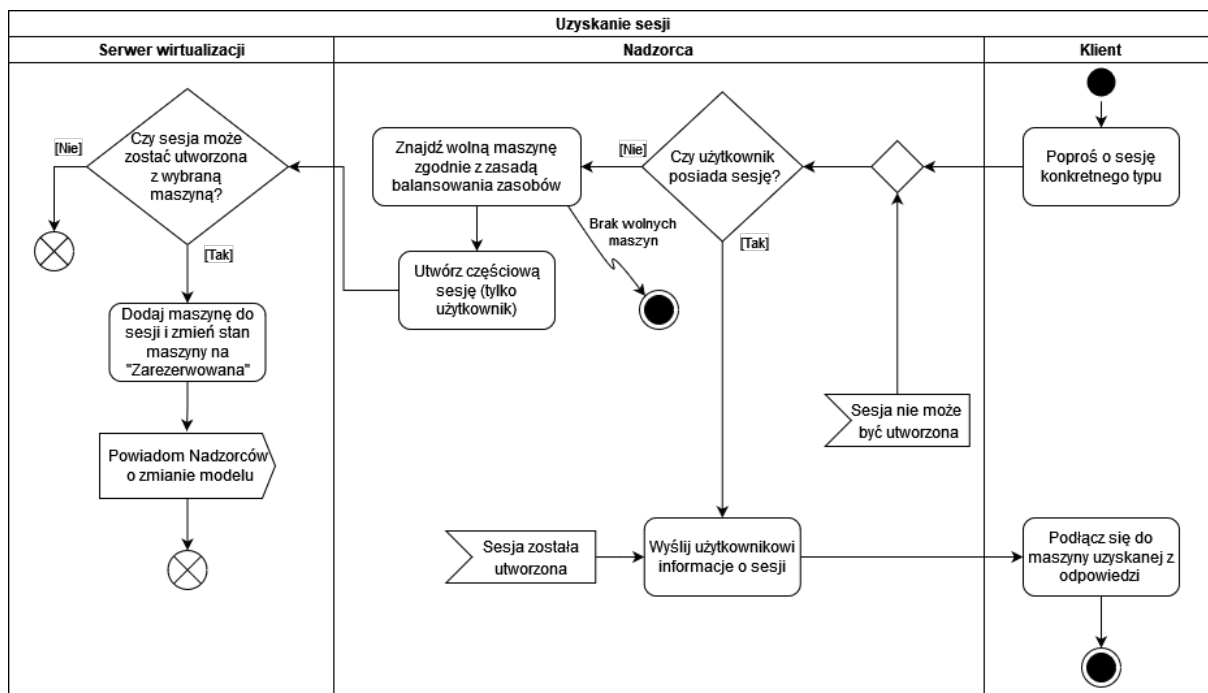 Uzyskanie sesji
Serwer wirtualizacji
Nadzorca
Klient
Czy sesja może
zostać utworzona
z wybraną
maszyną?
[Nie]
[Tak]
Dodaj maszynę do
sesji i zmień stan
maszyny na
"Zarezerwowana"
Powiadom Nadzorców
o zmianie modelu
Znajdź wolną maszynę
zgodnie z zasadą
balansowania zasobów
Brak wolnych
maszyn
Utwórz częściową
sesję (tylko
użytkownik)
[Nie]
Czy użytkownik
posiada sesję?
[Tak]
Sesja nie może
być utworzona
Sesja została
utworzona
Wyślij użytkownikowi
informacje o sesji
Poproś o sesję
konkretnego typu
Podłącz się do
maszyny uzyskanej z
odpowiedzi